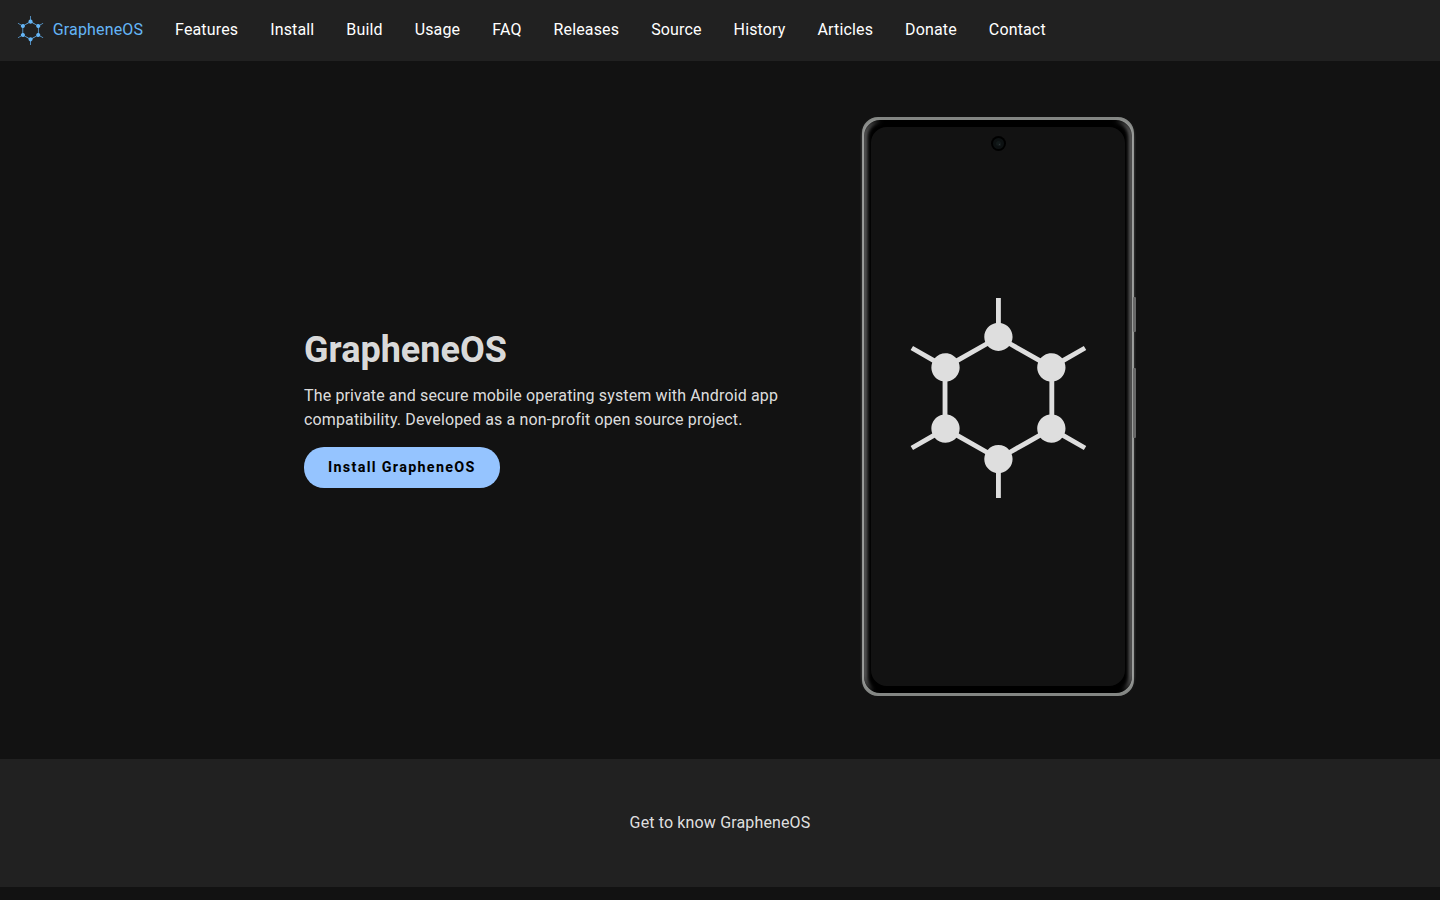 GrapheneOS Features Install Build Usage FAQ Releases Source History Articles Donate Contact
GrapheneOS
The private and secure mobile operating system with Android app
compatibility. Developed as a non-profit open source project.
Install GrapheneOS
Get to know GrapheneOS